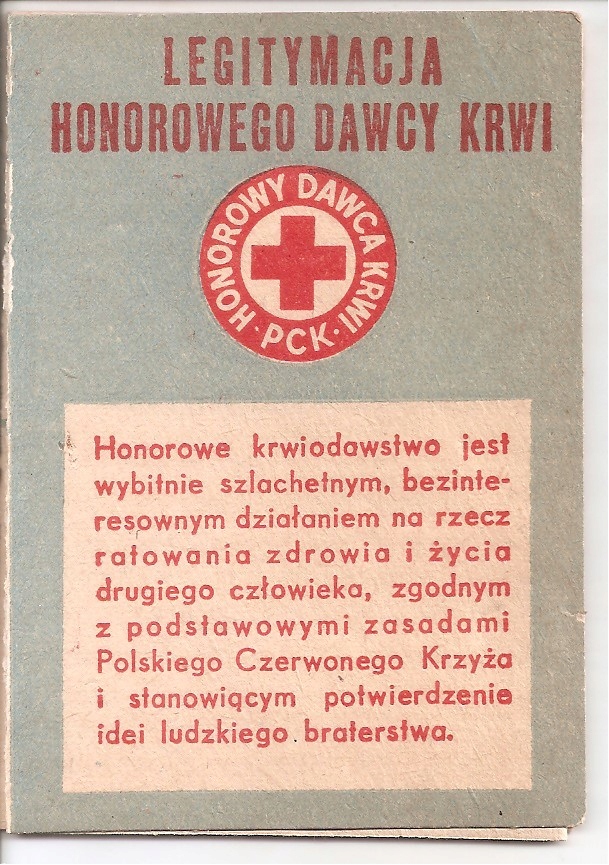 LEGITYMACJA
HONOROWEGO DAWCY KRWI
HONOROWY DAWCA KRWI
· PCK ·
Honorowe krwiodawstwo jest
wybitnie szlachetnym, bezinte-
resownym działaniem na rzecz
ratowania zdrowia i życia
drugiego człowieka, zgodnym
z podstawowymi zasadami
Polskiego Czerwonego Krzyża
i stanowiącym potwierdzenie
idei ludzkiego braterstwa.